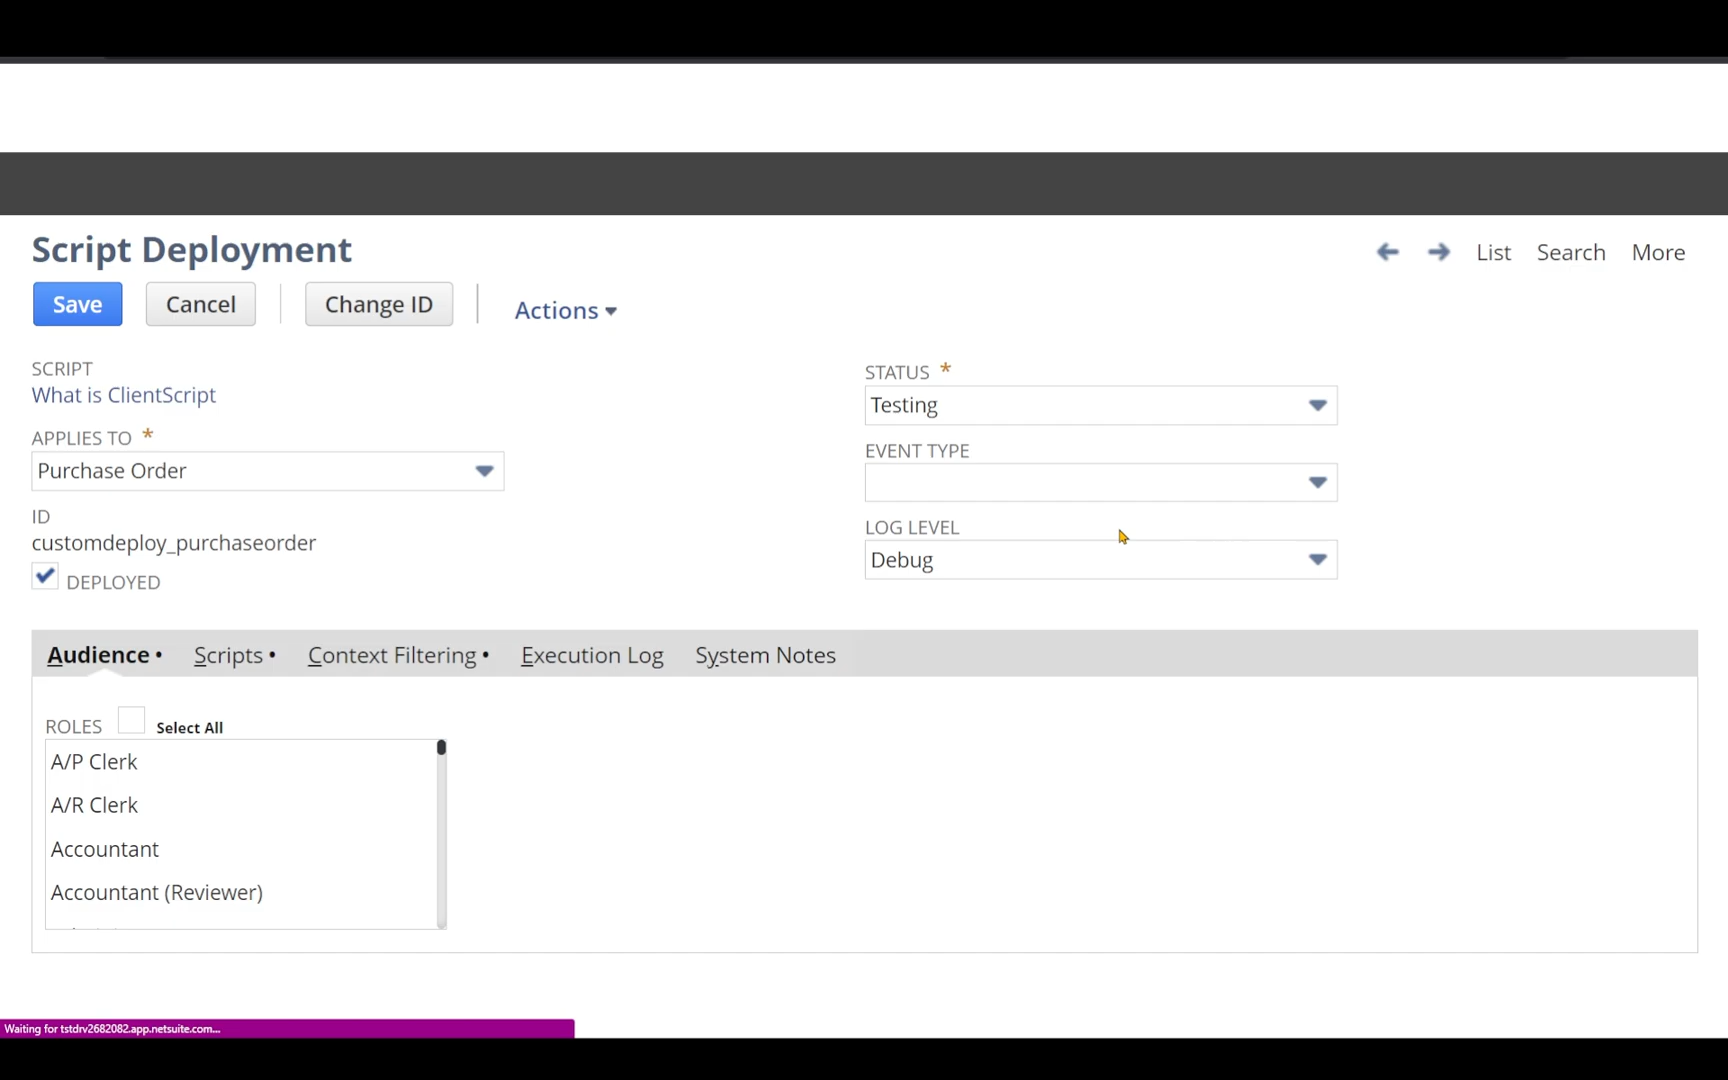 Script Deployment
List Search More
Save Cancel Change ID Actions
SCRIPT
What is ClientScript
APPLIES TO *
Purchase Order
ID
customdeploy_purchaseorder
DEPLOYED
STATUS *
Testing
EVENT TYPE
LOG LEVEL
Debug
Audience • Scripts • Context Filtering • Execution Log System Notes
ROLES Select All
A/P Clerk
A/R Clerk
Accountant
Accountant (Reviewer)
Waiting for tstdrv2682082.app.netsuite.com...